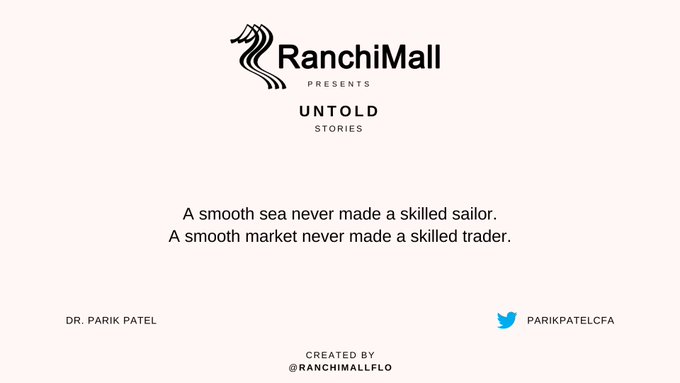 RanchiMall
PRESENTS
UNTOLD
STORIES
A smooth sea never made a skilled sailor.
A smooth market never made a skilled trader.
DR. PARIK PATEL
PARIKPATELCFA
CREATED BY
@RANCHIMALLFLO